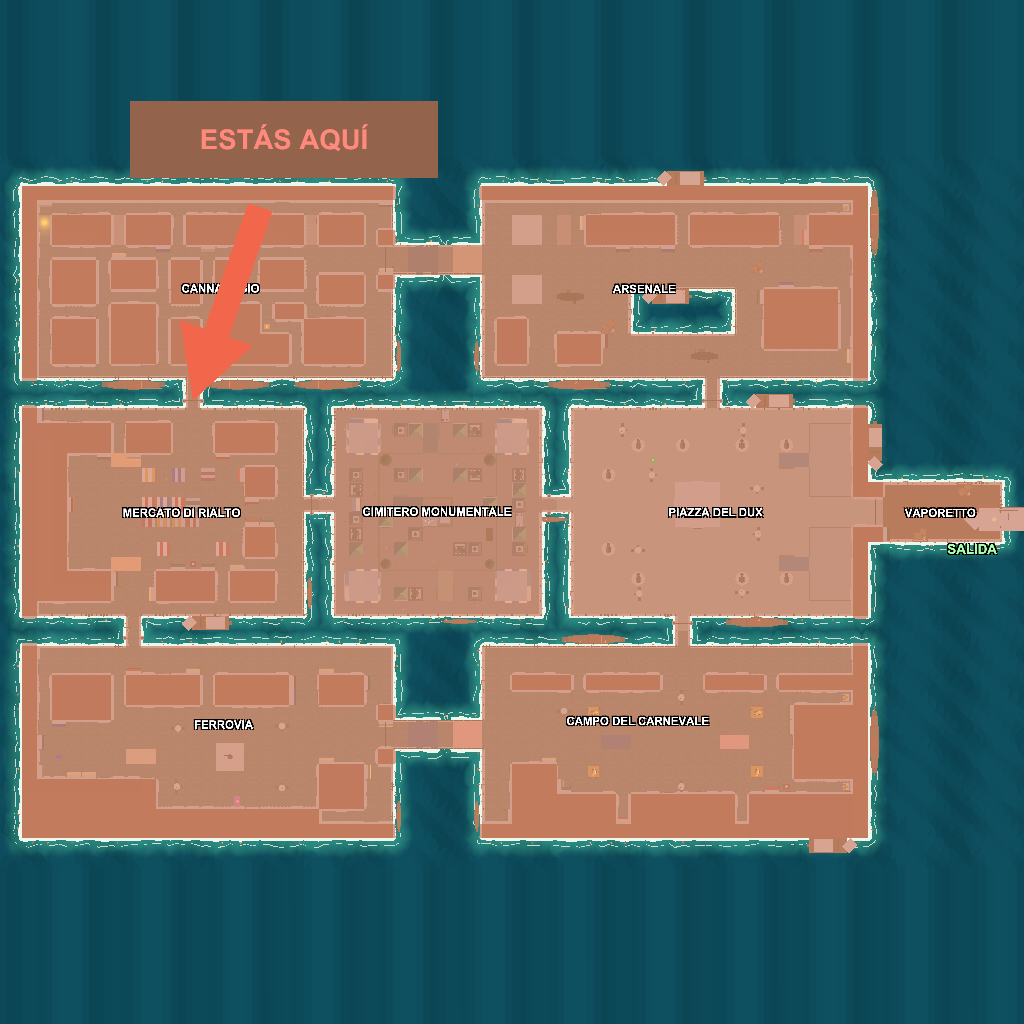 ESTÁS AQUÍ
ARSENALE
MERCATO DI RIALTO
CIMITERO MONUMENTALE
PIAZZA DEL DUX
VAPORETTO
SALIDA
FERROVIA
CAMPO DEL CARNEVALE